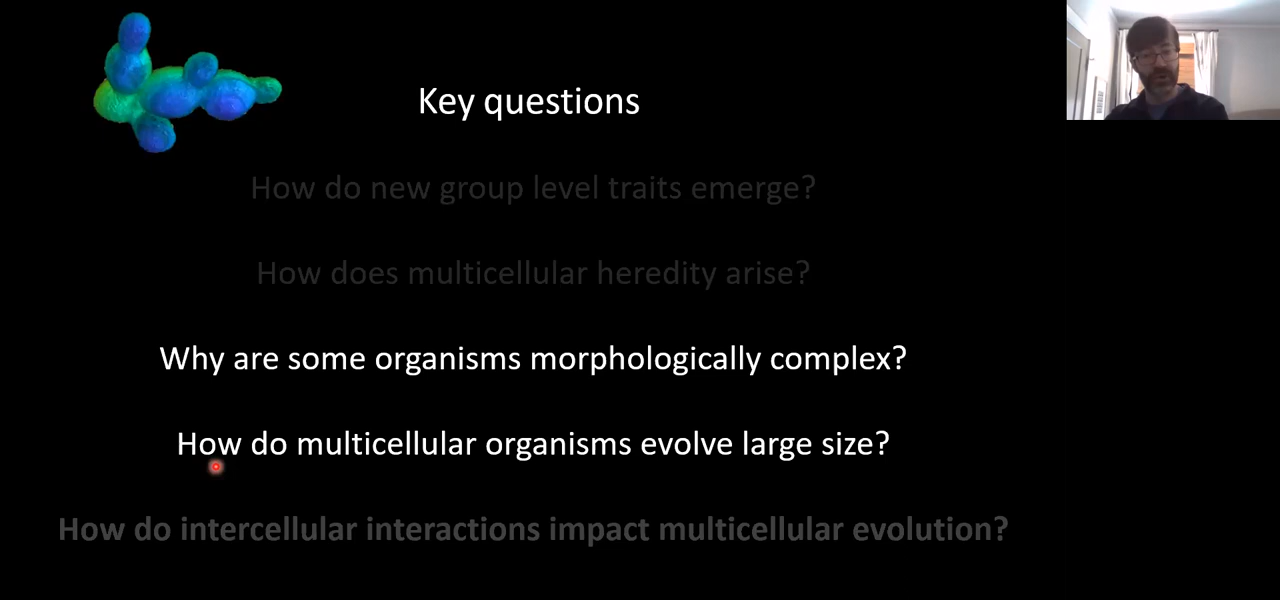 Key questions
How do new group level traits emerge?
How does multicellular heredity arise?
Why are some organisms morphologically complex?
How do multicellular organisms evolve large size?
How do intercellular interactions impact multicellular evolution?